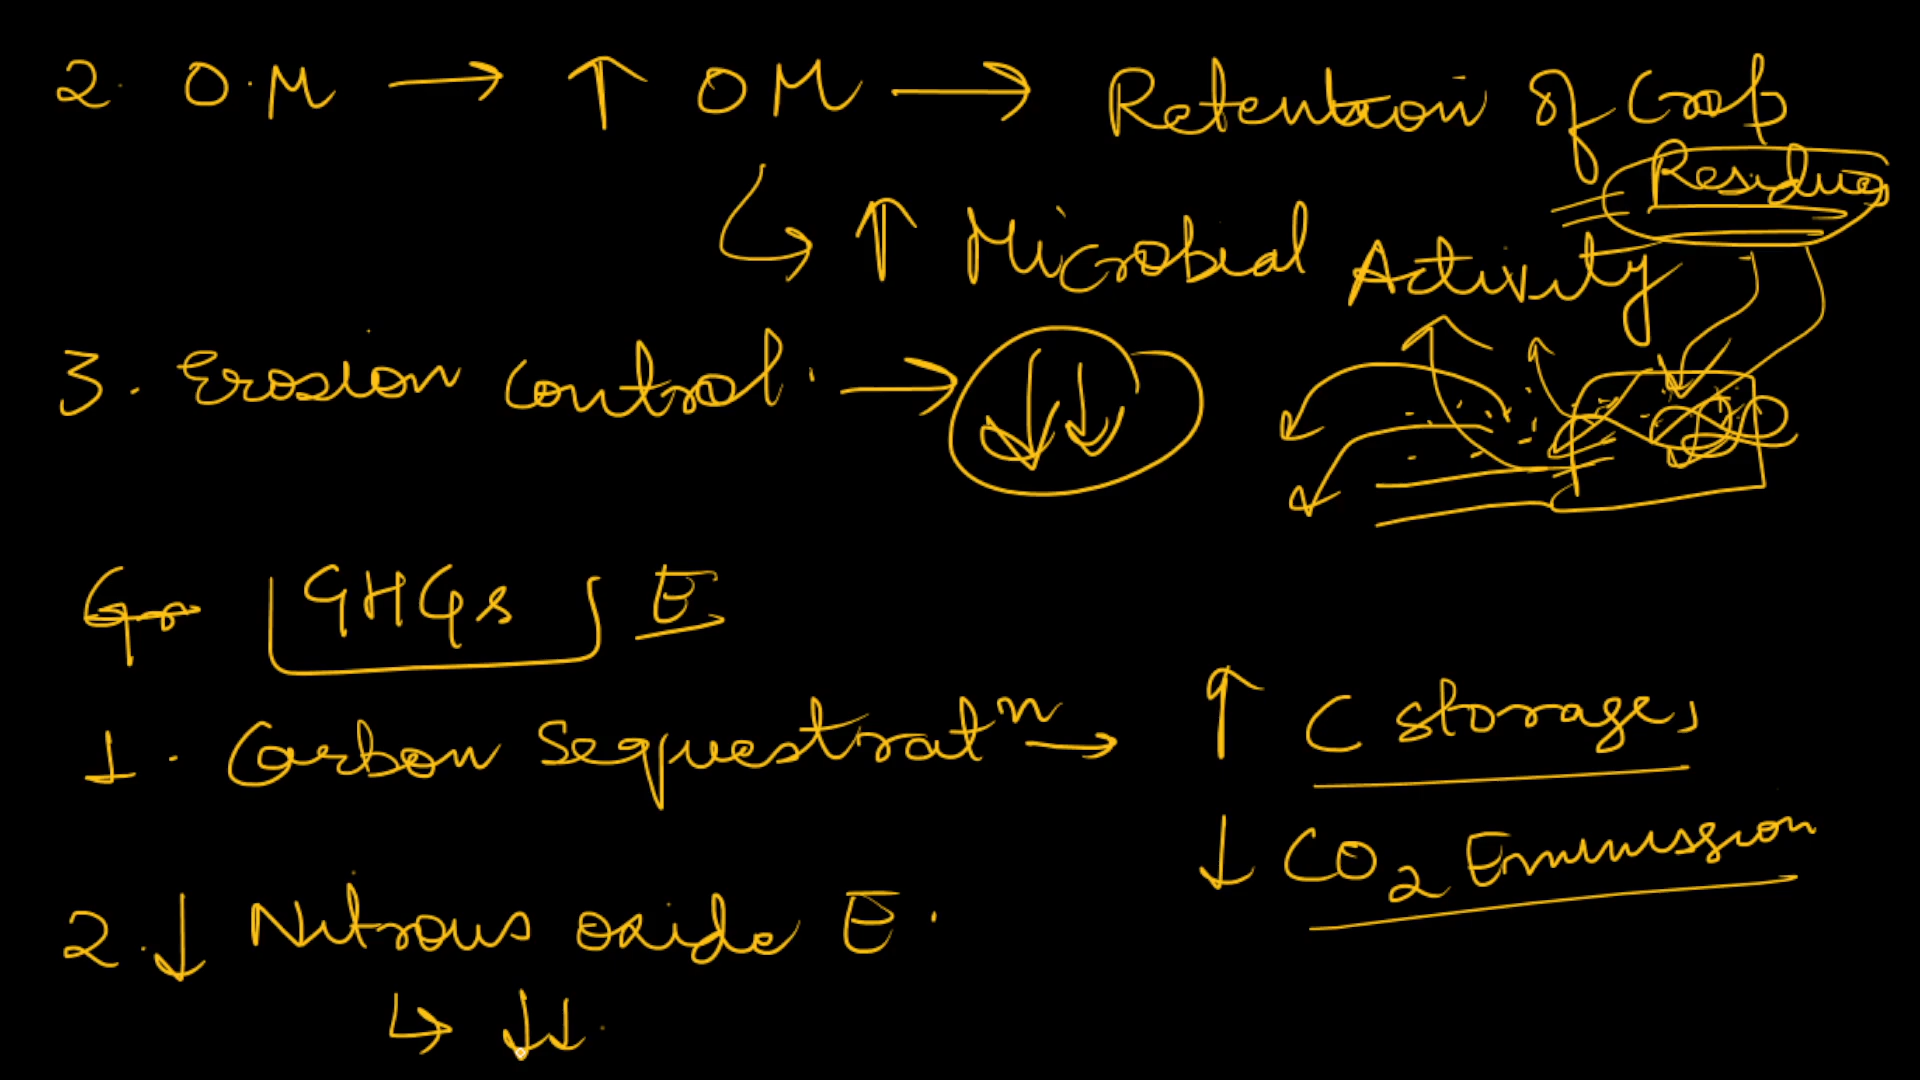 2. O.M → ↑ OM → Retention of Crop
Residues
↳ ↑ Microbial Activity
3. Erosion control. → ↓↓
GHGs E
1. Carbon Sequestratⁿ → ↑ C storage,
↓ CO₂ Emmission
2. ↓ Nitrous oxide E.
↳ ↓↓.